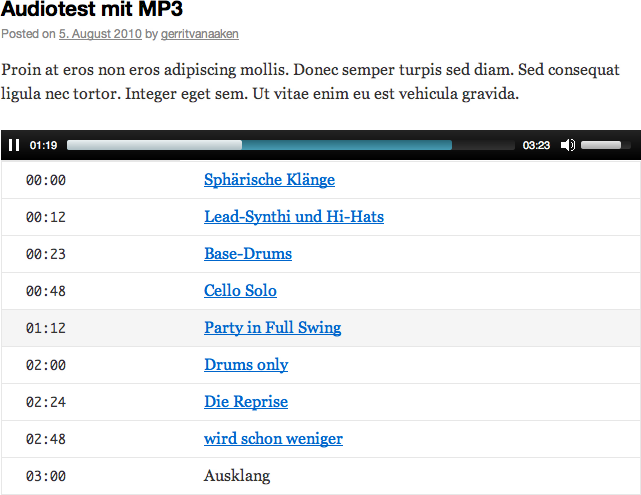 Audiotest mit MP3
Posted on 5. August 2010 by gerritvanaaken
Proin at eros non eros adipiscing mollis. Donec semper turpis sed diam. Sed consequat
ligula nec tortor. Integer eget sem. Ut vitae enim eu est vehicula gravida.
01:19 03:23
00:00 Sphärische Klänge
00:12 Lead-Synthi und Hi-Hats
00:23 Base-Drums
00:48 Cello Solo
01:12 Party in Full Swing
02:00 Drums only
02:24 Die Reprise
02:48 wird schon weniger
03:00 Ausklang